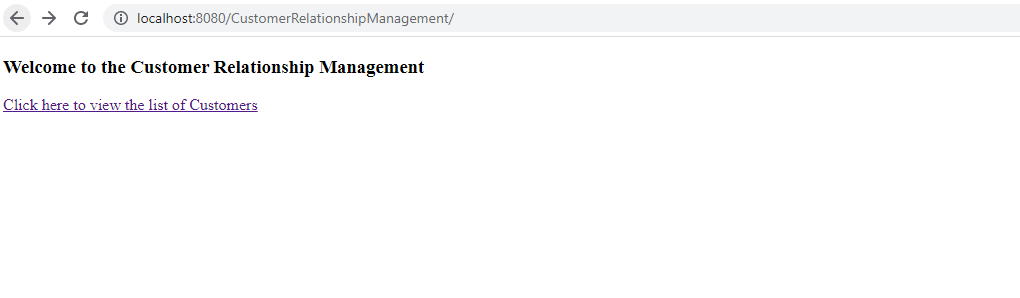 localhost:8080/CustomerRelationshipManagement/
Welcome to the Customer Relationship Management
Click here to view the list of Customers